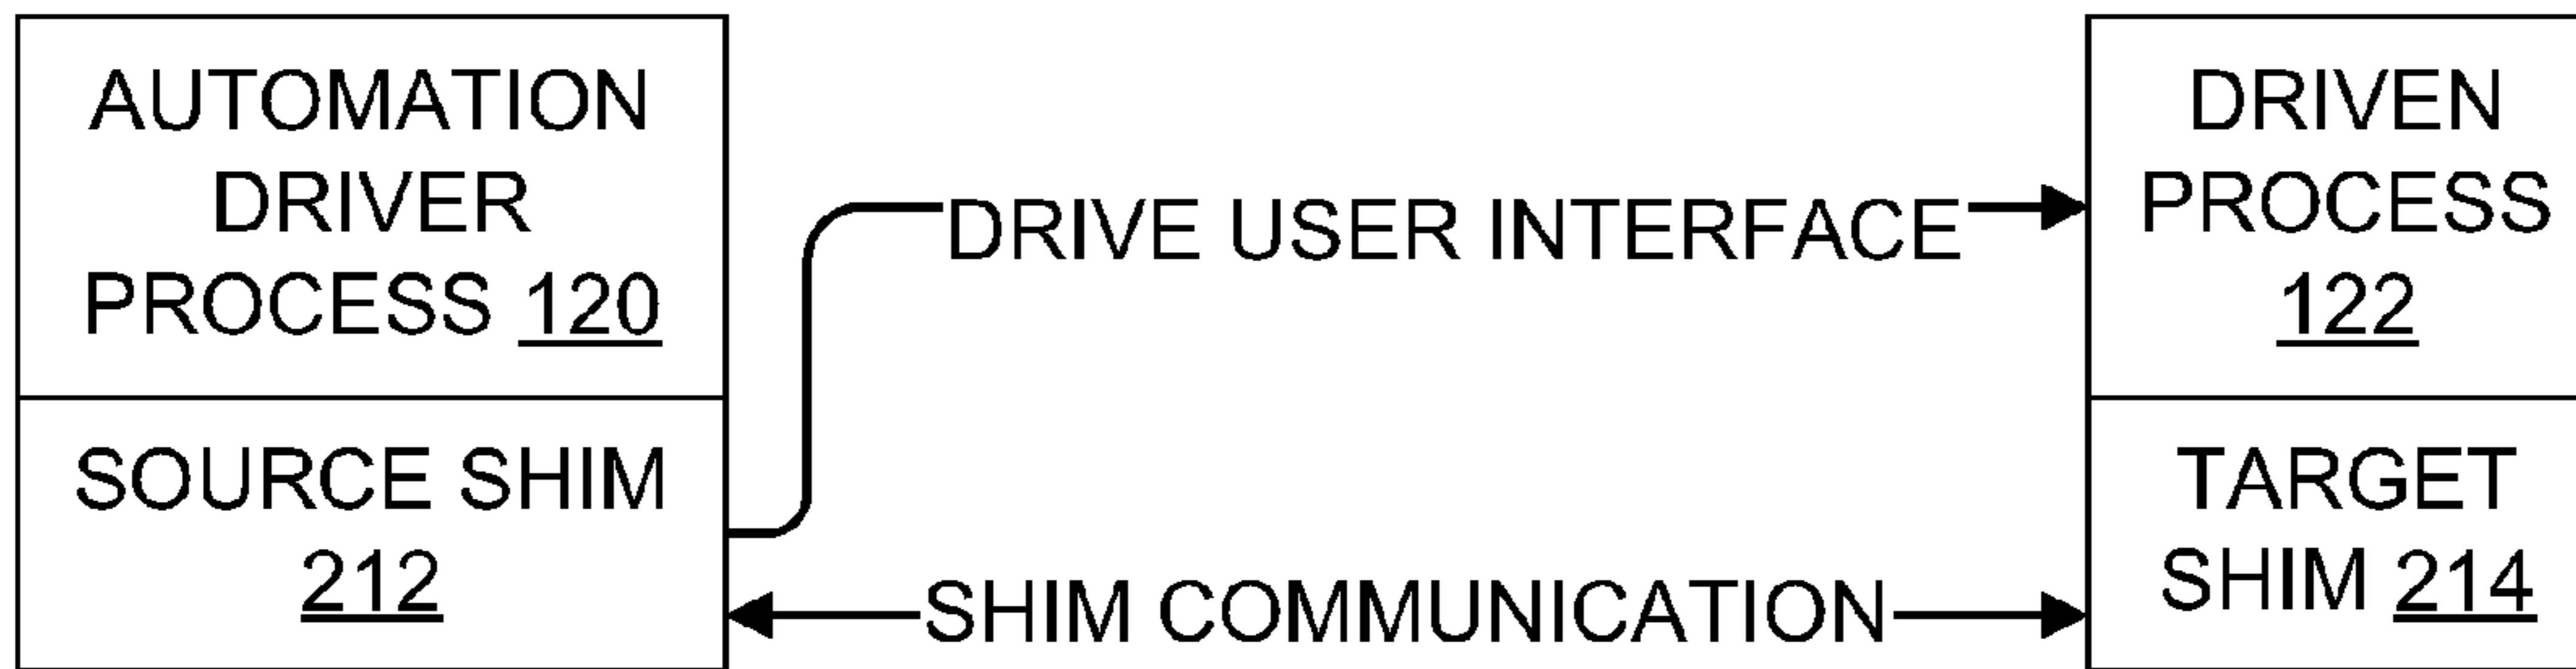 AUTOMATION
DRIVER
PROCESS 120
SOURCE SHIM
212
DRIVE USER INTERFACE
SHIM COMMUNICATION
DRIVEN
PROCESS
122
TARGET
SHIM 214